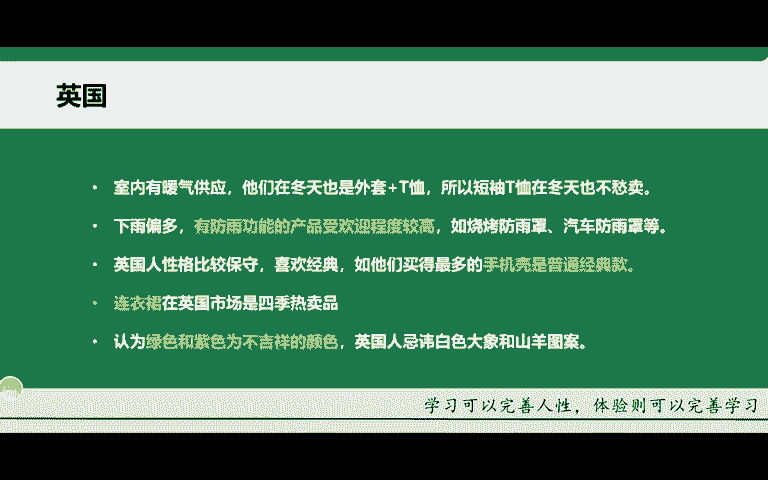 英国
室内有暖气供应，他们在冬天也是外套+T恤，所以短袖T恤在冬天也不愁卖。
下雨偏多，有防雨功能的产品受欢迎程度较高，如烧烤防雨罩、汽车防雨罩等。
英国人性格比较保守，喜欢经典，如他们买得最多的手机壳是普通经典款。
连衣裙在英国市场是四季热卖品
认为绿色和紫色为不吉祥的颜色，英国人忌讳白色大象和山羊图案。
学习可以完善人性，体验则可以完善学习